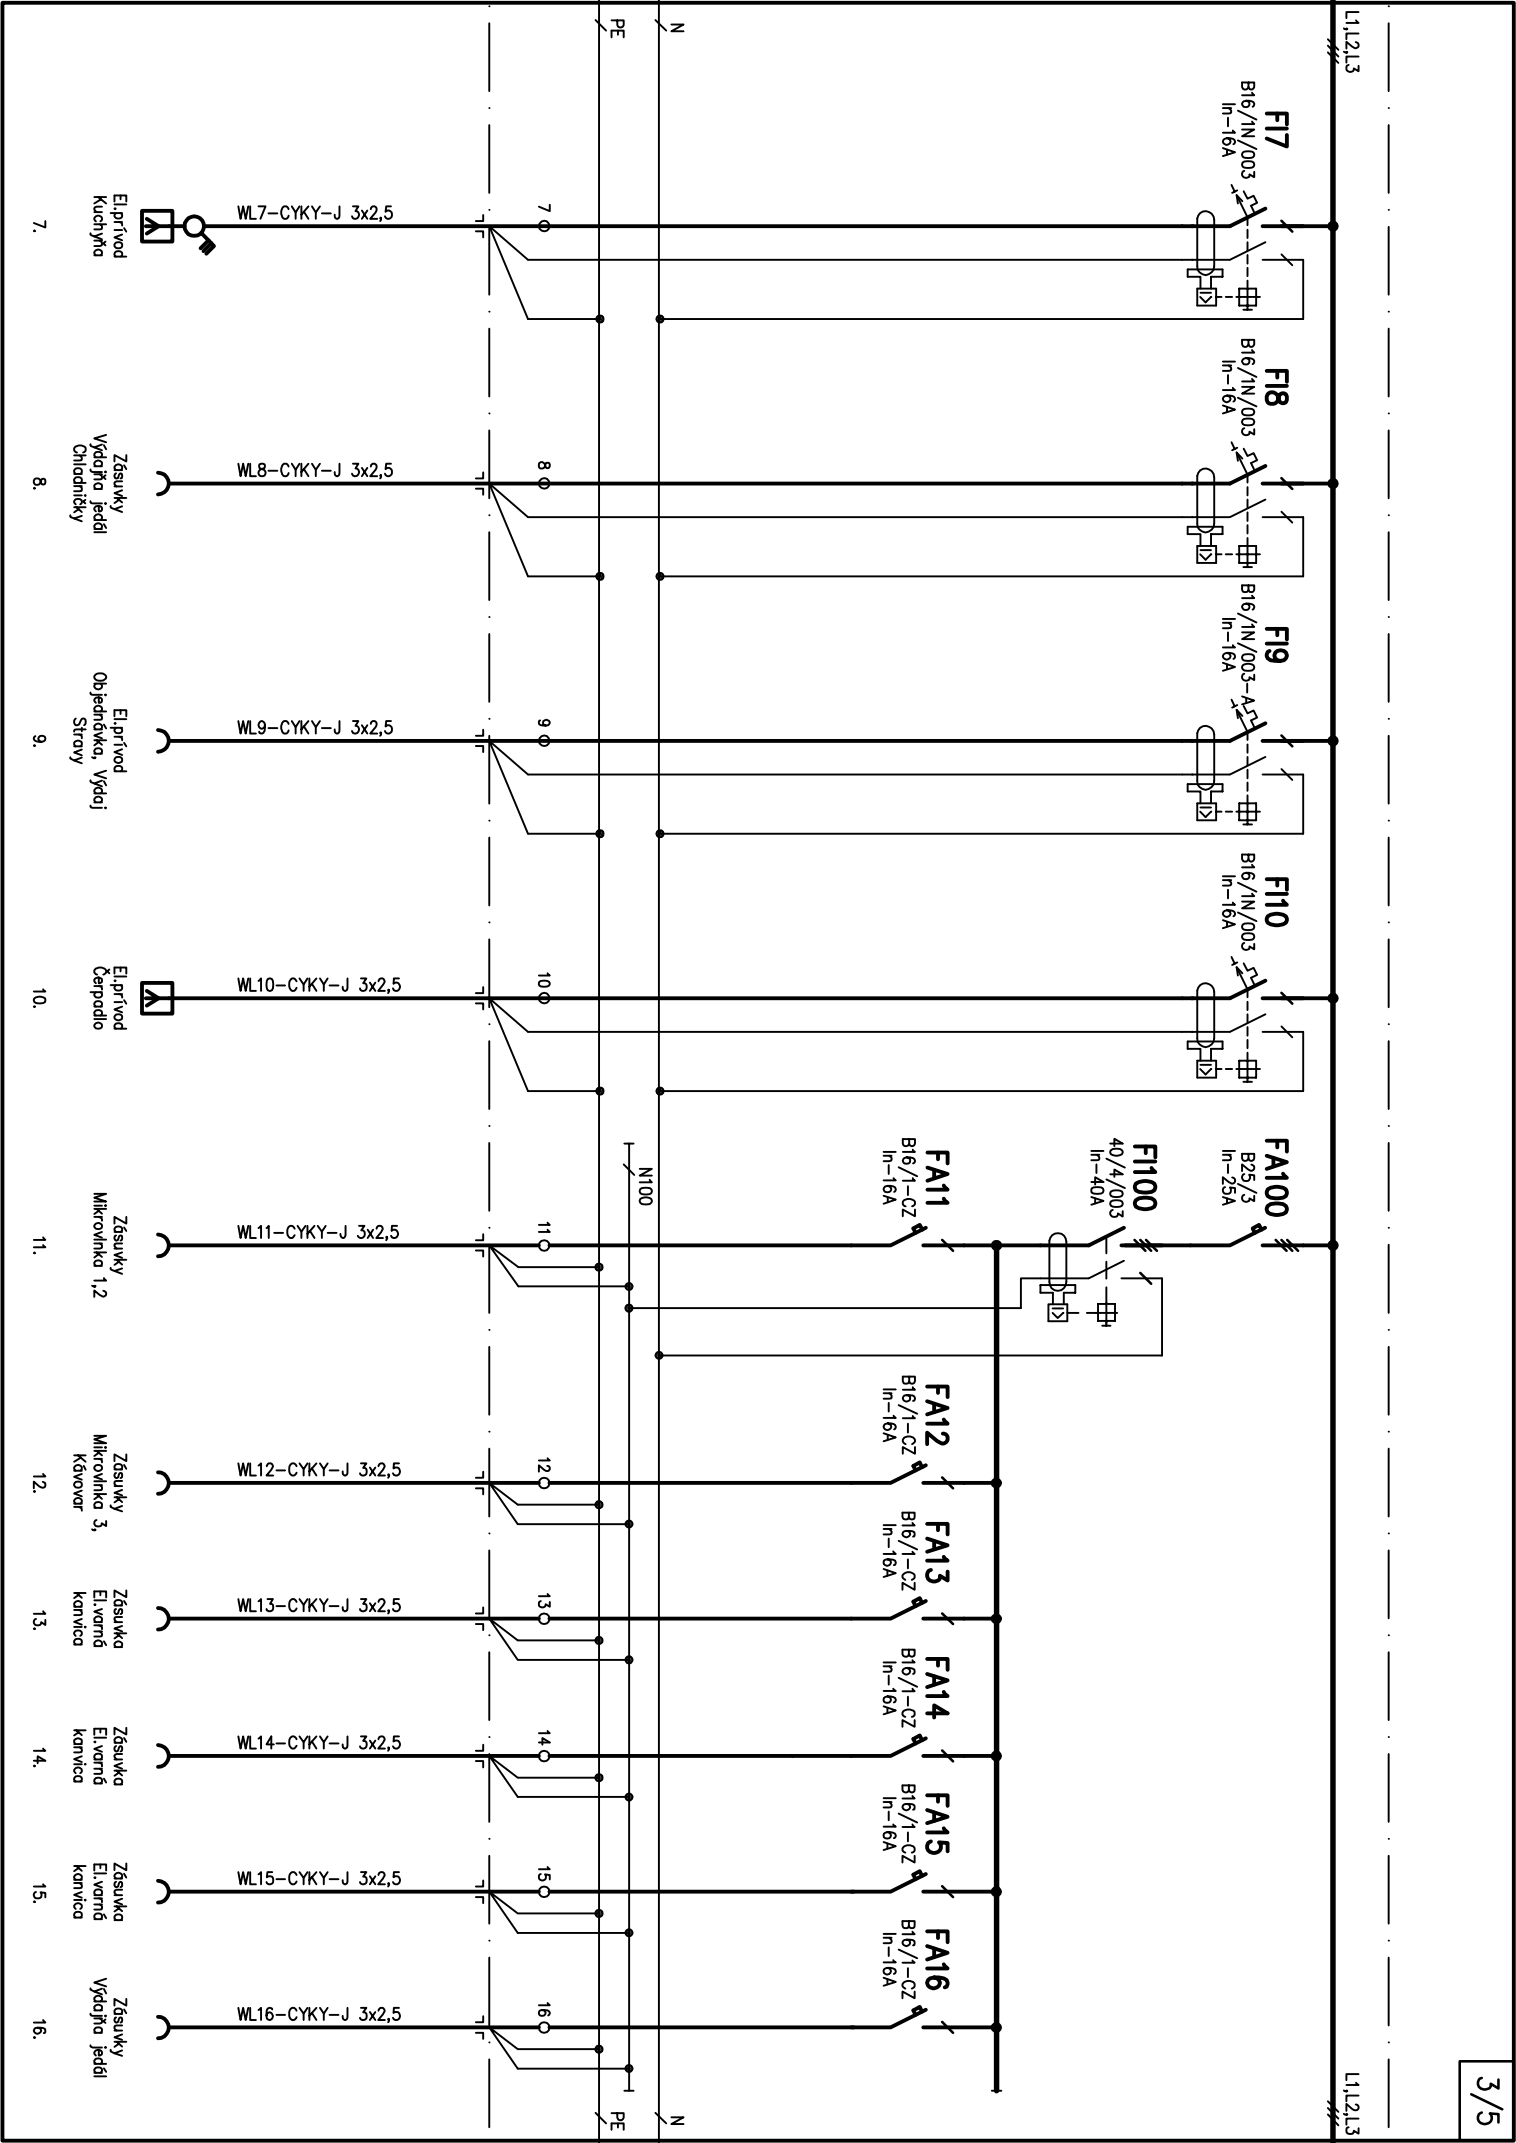 3/5
L1,L2,L3
L1,L2,L3
FI7
B16/1N/003
In-16A
FI8
B16/1N/003
In-16A
FI9
B16/1N/003-A
In-16A
FI10
B16/1N/003
In-16A
FA100
B25/3
In-25A
FI100
40/4/003
In-40A
FA11
B16/1-CZ
In-16A
FA12
B16/1-CZ
In-16A
FA13
B16/1-CZ
In-16A
FA14
B16/1-CZ
In-16A
FA15
B16/1-CZ
In-16A
FA16
B16/1-CZ
In-16A
N
N
N100
PE
PE
7
8
9
10
11
12
13
14
15
16
WL7-CYKY-J 3x2,5
WL8-CYKY-J 3x2,5
WL9-CYKY-J 3x2,5
WL10-CYKY-J 3x2,5
WL11-CYKY-J 3x2,5
WL12-CYKY-J 3x2,5
WL13-CYKY-J 3x2,5
WL14-CYKY-J 3x2,5
WL15-CYKY-J 3x2,5
WL16-CYKY-J 3x2,5
El.prívod
Kuchyňa
Zásuvky
Výdajňa jedál
Chladničky
El.prívod
Objednávka, Výdaj
Stravy
El.prívod
Čerpadlo
Zásuvky
Mikrovlnka 1,2
Zásuvky
Mikrovlnka 3,
Kávovar
Zásuvka
El.varná
kanvica
Zásuvka
El.varná
kanvica
Zásuvka
El.varná
kanvica
Zásuvky
Výdajňa jedál
7.
8.
9.
10.
11.
12.
13.
14.
15.
16.